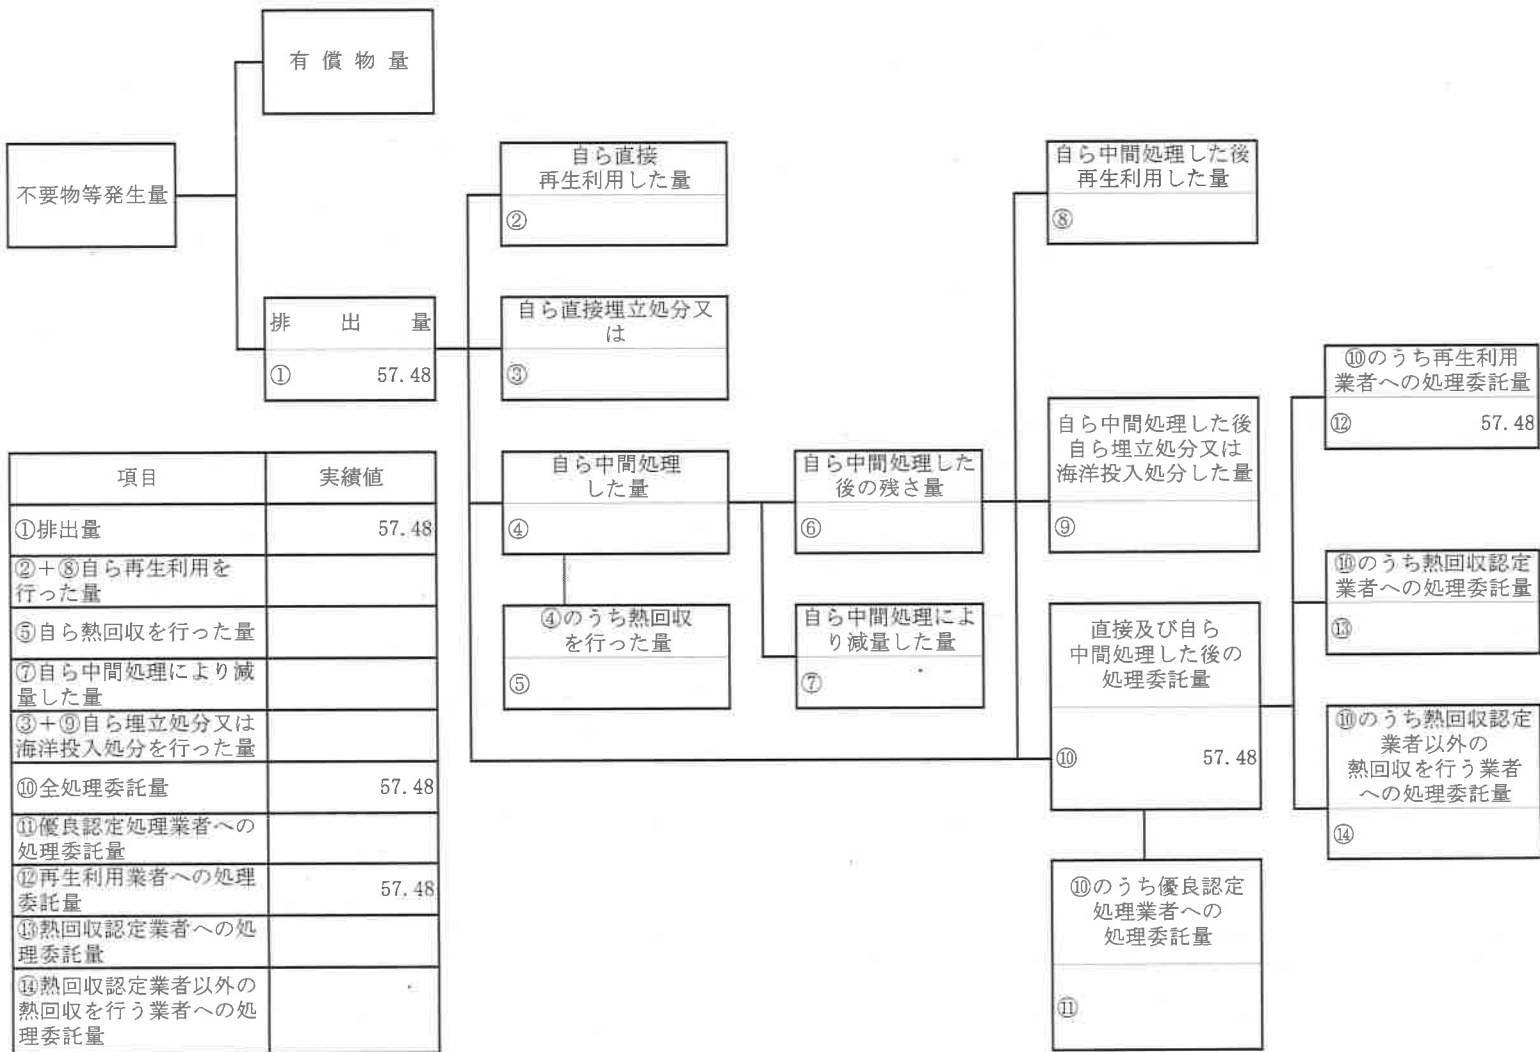 有償物量
不要物等発生量
排出量
① 57.48
自ら直接
再生利用した量
②
自ら直接埋立処分又
は
③
自ら中間処理
した量
④
④のうち熱回収
を行った量
⑤
自ら中間処理した
後の残さ量
⑥
自ら中間処理によ
り減量した量
⑦
自ら中間処理した後
再生利用した量
⑧
自ら中間処理した後
自ら埋立処分又は
海洋投入処分した量
⑨
直接及び自ら
中間処理した後の
処理委託量
⑩ 57.48
⑩のうち優良認定
処理業者への
処理委託量
⑪
⑩のうち再生利用
業者への処理委託量
⑫ 57.48
⑩のうち熱回収認定
業者への処理委託量
⑬
⑩のうち熱回収認定
業者以外の
熱回収を行う業者
への処理委託量
⑭
項目 実績値
①排出量 57.48
②＋⑧自ら再生利用を
行った量
⑤自ら熱回収を行った量
⑦自ら中間処理により減
量した量
③＋⑨自ら埋立処分又は
海洋投入処分を行った量
⑩全処理委託量 57.48
⑪優良認定処理業者への
処理委託量
⑫再生利用業者への処理
委託量 57.48
⑬熱回収認定業者への処
理委託量
⑭熱回収認定業者以外の
熱回収を行う業者への処
理委託量